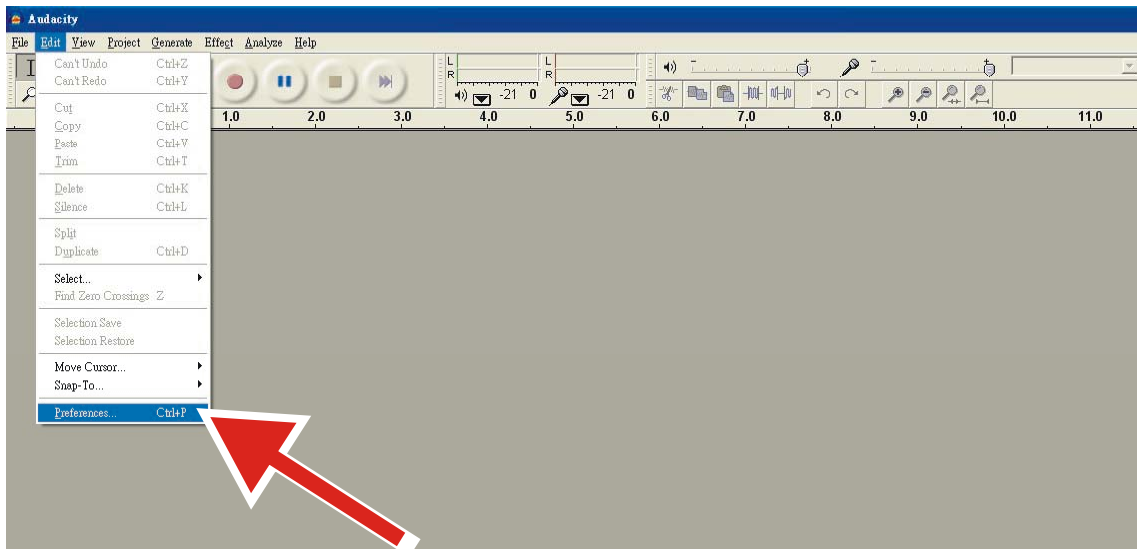 Audacity
File Edit View Project Generate Effect Analyze Help
Can't Undo Ctrl+Z
Can't Redo Ctrl+Y
Cut Ctrl+X
Copy Ctrl+C
Paste Ctrl+V
Trim Ctrl+T
Delete Ctrl+K
Silence Ctrl+L
Split
Duplicate Ctrl+D
Select...
Find Zero Crossings Z
Selection Save
Selection Restore
Move Cursor...
Snap-To...
Preferences... Ctrl+P
L L
R R
-21 0 -21 0
1.0 2.0 3.0 4.0 5.0 6.0 7.0 8.0 9.0 10.0 11.0